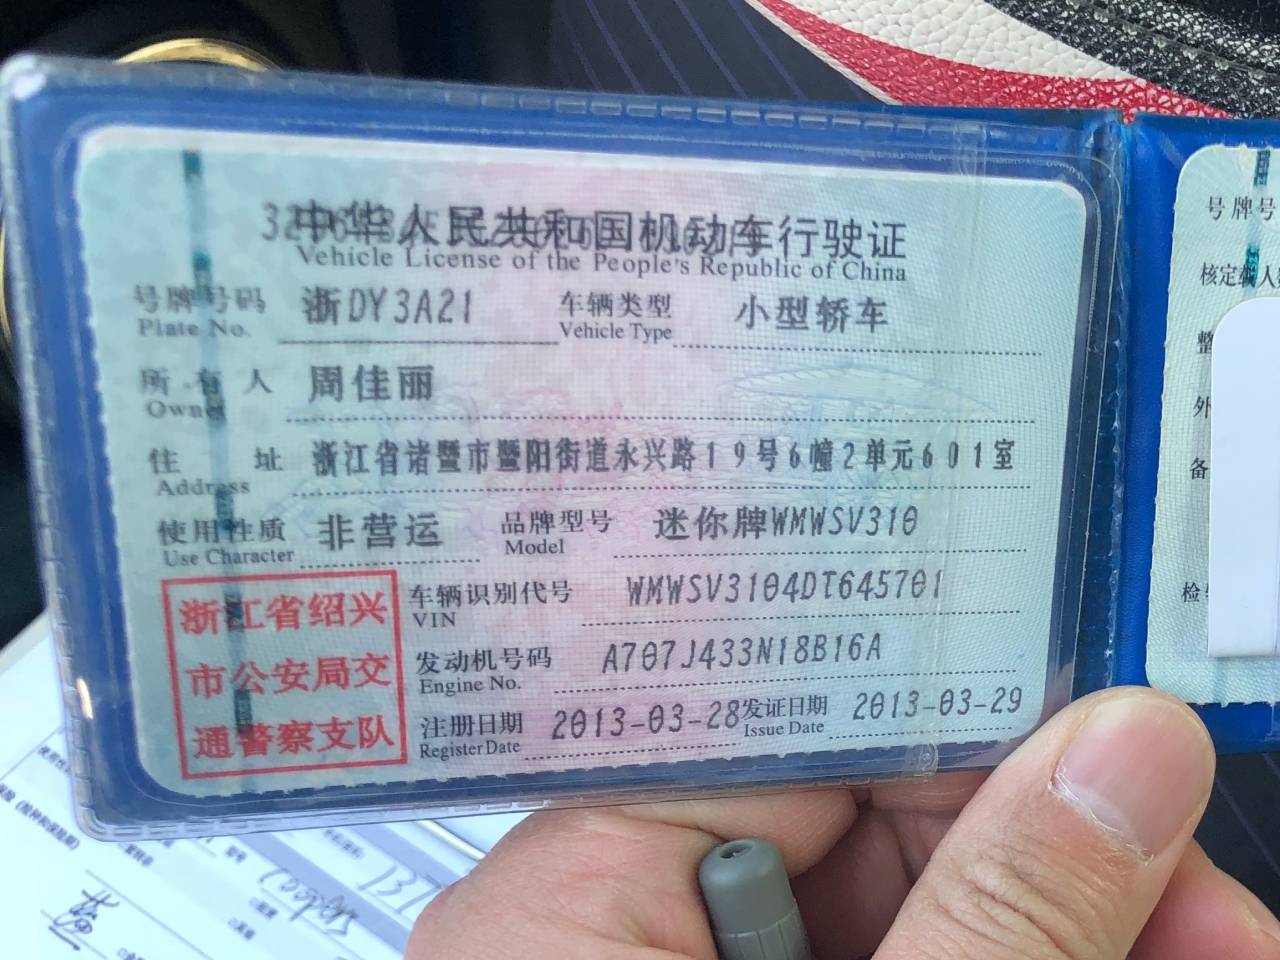 中华人民共和国机动车行驶证
Vehicle License of the People's Republic of China
号牌号码 浙DY3A21 车辆类型 小型轿车
Plate No. Vehicle Type
所有人 周佳丽
Owner
住址 浙江省诸暨市暨阳街道永兴路19号6幢2单元601室
Address
使用性质 非营运 品牌型号 迷你牌WMWSV310
Use Character Model
浙江省绍兴
市公安局交
通警察支队
车辆识别代号 WMWSV3104DT645701
VIN
发动机号码 A707J433N18B16A
Engine No.
注册日期 2013-03-28 发证日期 2013-03-29
Register Date Issue Date
号牌号
核定载人
整
外
备
检